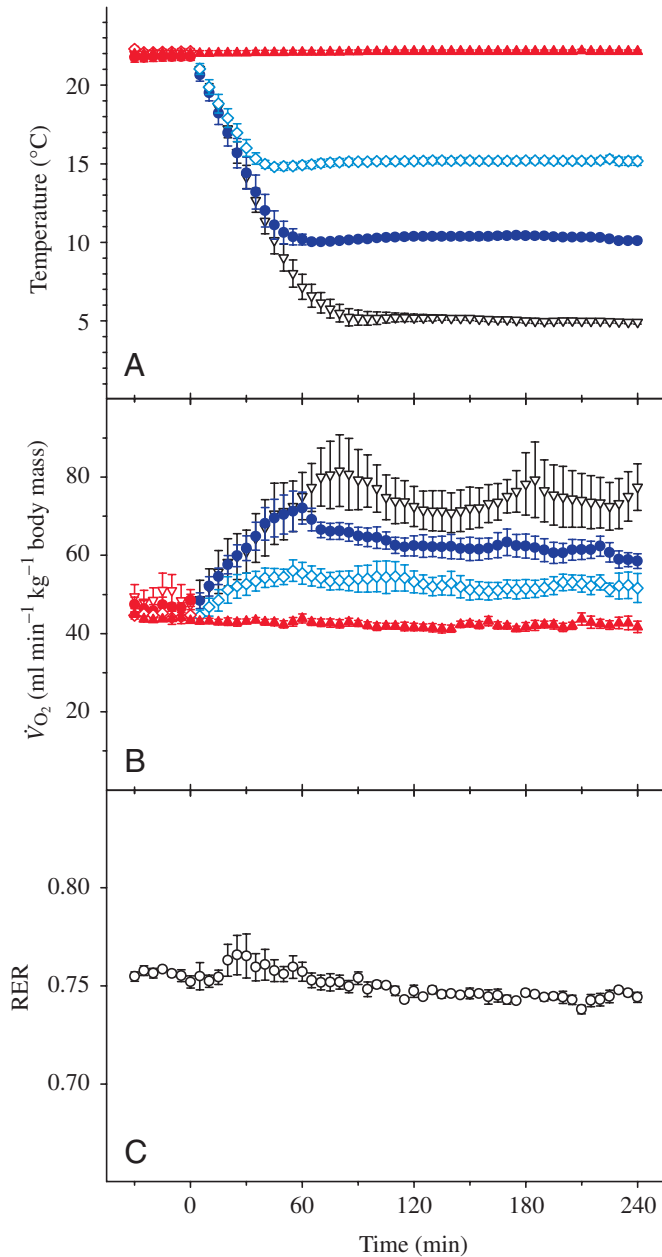 Temperature (°C)
20
15
10
5
A
V̇O₂ (ml min⁻¹ kg⁻¹ body mass)
80
60
40
20
B
RER
0.80
0.75
0.70
C
0 60 120 180 240
Time (min)